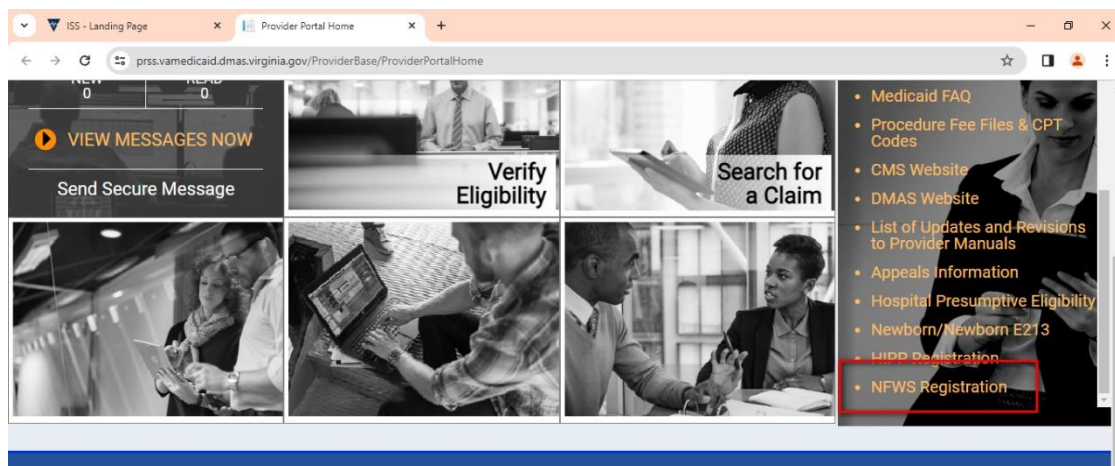 ISS - Landing Page
Provider Portal Home
prss.vamedicaid.dmas.virginia.gov/ProviderBase/ProviderPortalHome
NEW
READ
0
0
VIEW MESSAGES NOW
Send Secure Message
Verify
Eligibility
Search for
a Claim
• Medicaid FAQ
• Procedure Fee Files & CPT
Codes
• CMS Website
• DMAS Website
• List of Updates and Revisions
to Provider Manuals
• Appeals Information
• Hospital Presumptive Eligibility
• Newborn/Newborn E213
• HIPP Registration
• NFWS Registration